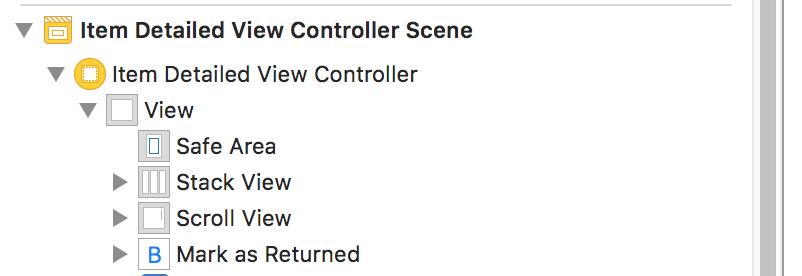 Item Detailed View Controller Scene
Item Detailed View Controller
View
Safe Area
Stack View
Scroll View
B Mark as Returned